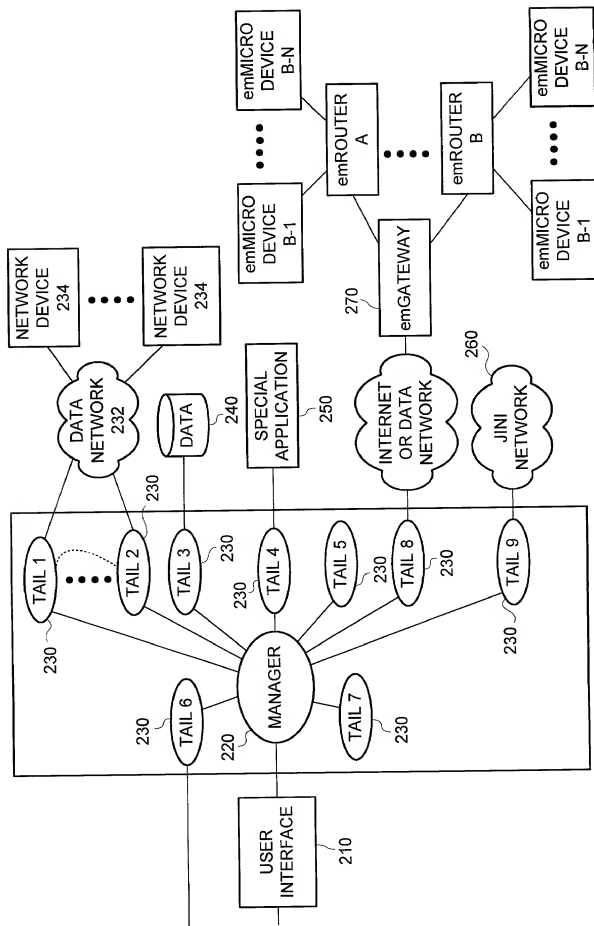 USER
INTERFACE
210
MANAGER
220
TAIL 6
230
TAIL 7
230
TAIL 1
230
TAIL 2
230
TAIL 3
230
TAIL 4
230
TAIL 5
230
TAIL 8
230
TAIL 9
230
DATA
NETWORK
232
NETWORK
DEVICE
234
NETWORK
DEVICE
234
DATA
240
SPECIAL
APPLICATION
250
INTERNET
OR DATA
NETWORK
JINI
NETWORK
260
emGATEWAY
270
emROUTER
A
emROUTER
B
emMICRO
DEVICE
B-1
emMICRO
DEVICE
B-N
emMICRO
DEVICE
B-1
emMICRO
DEVICE
B-N